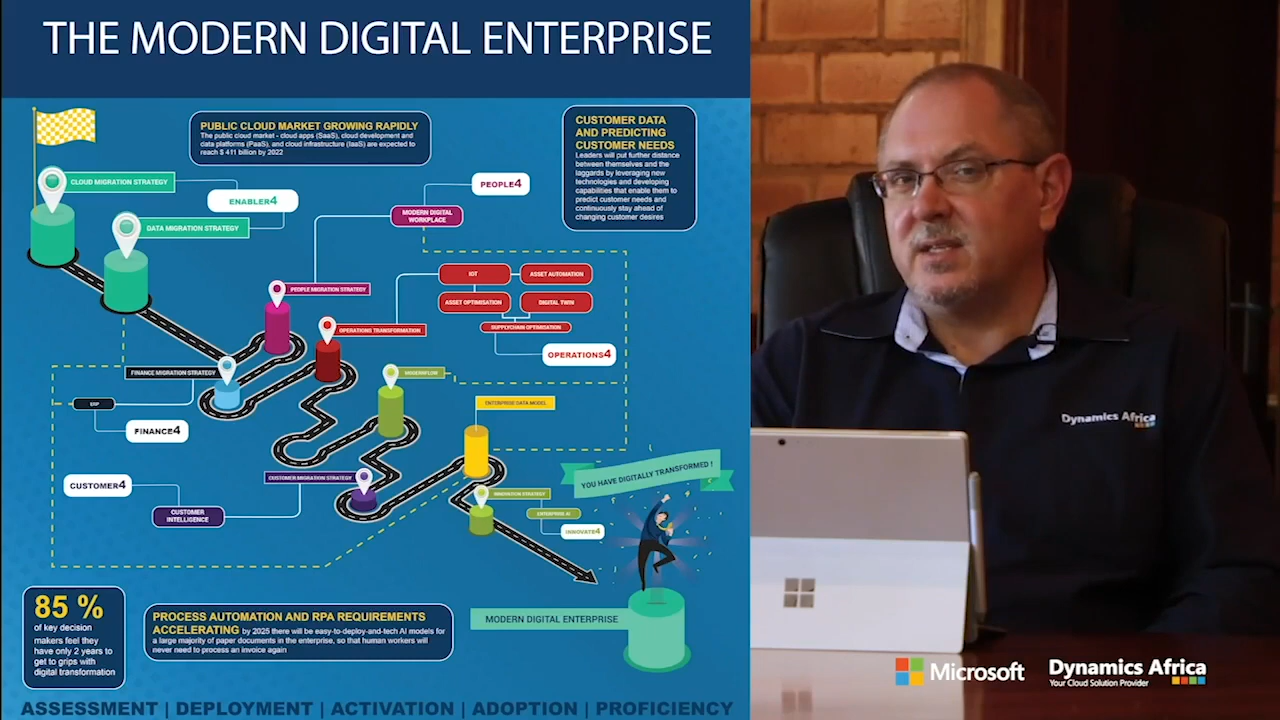 THE MODERN DIGITAL ENTERPRISE
PUBLIC CLOUD MARKET GROWING RAPIDLY
The public cloud market - cloud apps (SaaS), cloud development and
data platforms (PaaS), and cloud infrastructure (IaaS) are expected to
reach $ 411 billion by 2022
CUSTOMER DATA
AND PREDICTING
CUSTOMER NEEDS
Leaders will put further distance
between themselves and the
laggards by leveraging new
technologies and developing
capabilities that enable them to
predict customer needs and
continuously stay ahead of
changing customer desires
CLOUD MIGRATION STRATEGY
ENABLER4
DATA MIGRATION STRATEGY
PEOPLE4
MODERN DIGITAL
WORKPLACE
PEOPLE MIGRATION STRATEGY
IOT
ASSET AUTOMATION
ASSET OPTIMISATION
DIGITAL TWIN
SUPPLYCHAIN OPTIMISATION
OPERATIONS TRANSFORMATION
OPERATIONS4
FINANCE MIGRATION STRATEGY
MODERNFLOW
ERP
FINANCE4
ENTERPRISE DATA MODEL
CUSTOMER MIGRATION STRATEGY
CUSTOMER4
CUSTOMER
INTELLIGENCE
INNOVATION STRATEGY
ENTERPRISE AI
INNOVATE4
YOU HAVE DIGITALLY TRANSFORMED !
MODERN DIGITAL ENTERPRISE
85 %
of key decision
makers feel they
have only 2 years to
get to grips with
digital transformation
PROCESS AUTOMATION AND RPA REQUIREMENTS
ACCELERATING by 2025 there will be easy-to-deploy-and-tech AI models for
a large majority of paper documents in the enterprise, so that human workers will
never need to process an invoice again
ASSESSMENT | DEPLOYMENT | ACTIVATION | ADOPTION | PROFICIENCY
Dynamics Africa
Microsoft
Dynamics Africa
Your Cloud Solution Provider